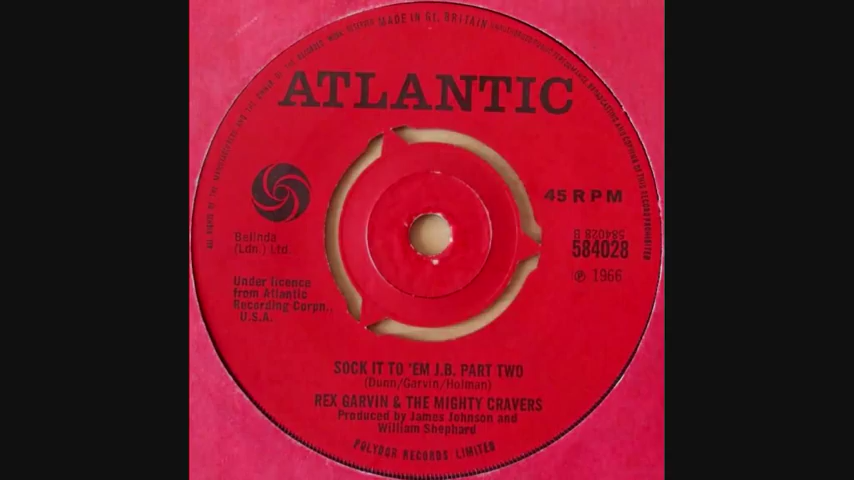 MADE IN GT. BRITAIN
ATLANTIC
45 RPM
584028 B
584028
℗ 1966
Belinda
(Ldn.) Ltd.
Under licence
from Atlantic
Recording Corpn.,
U.S.A.
SOCK IT TO 'EM J.B. PART TWO
(Dunn/Garvin/Holman)
REX GARVIN & THE MIGHTY CRAVERS
Produced by James Johnson and
William Shephard
POLYDOR RECORDS LIMITED